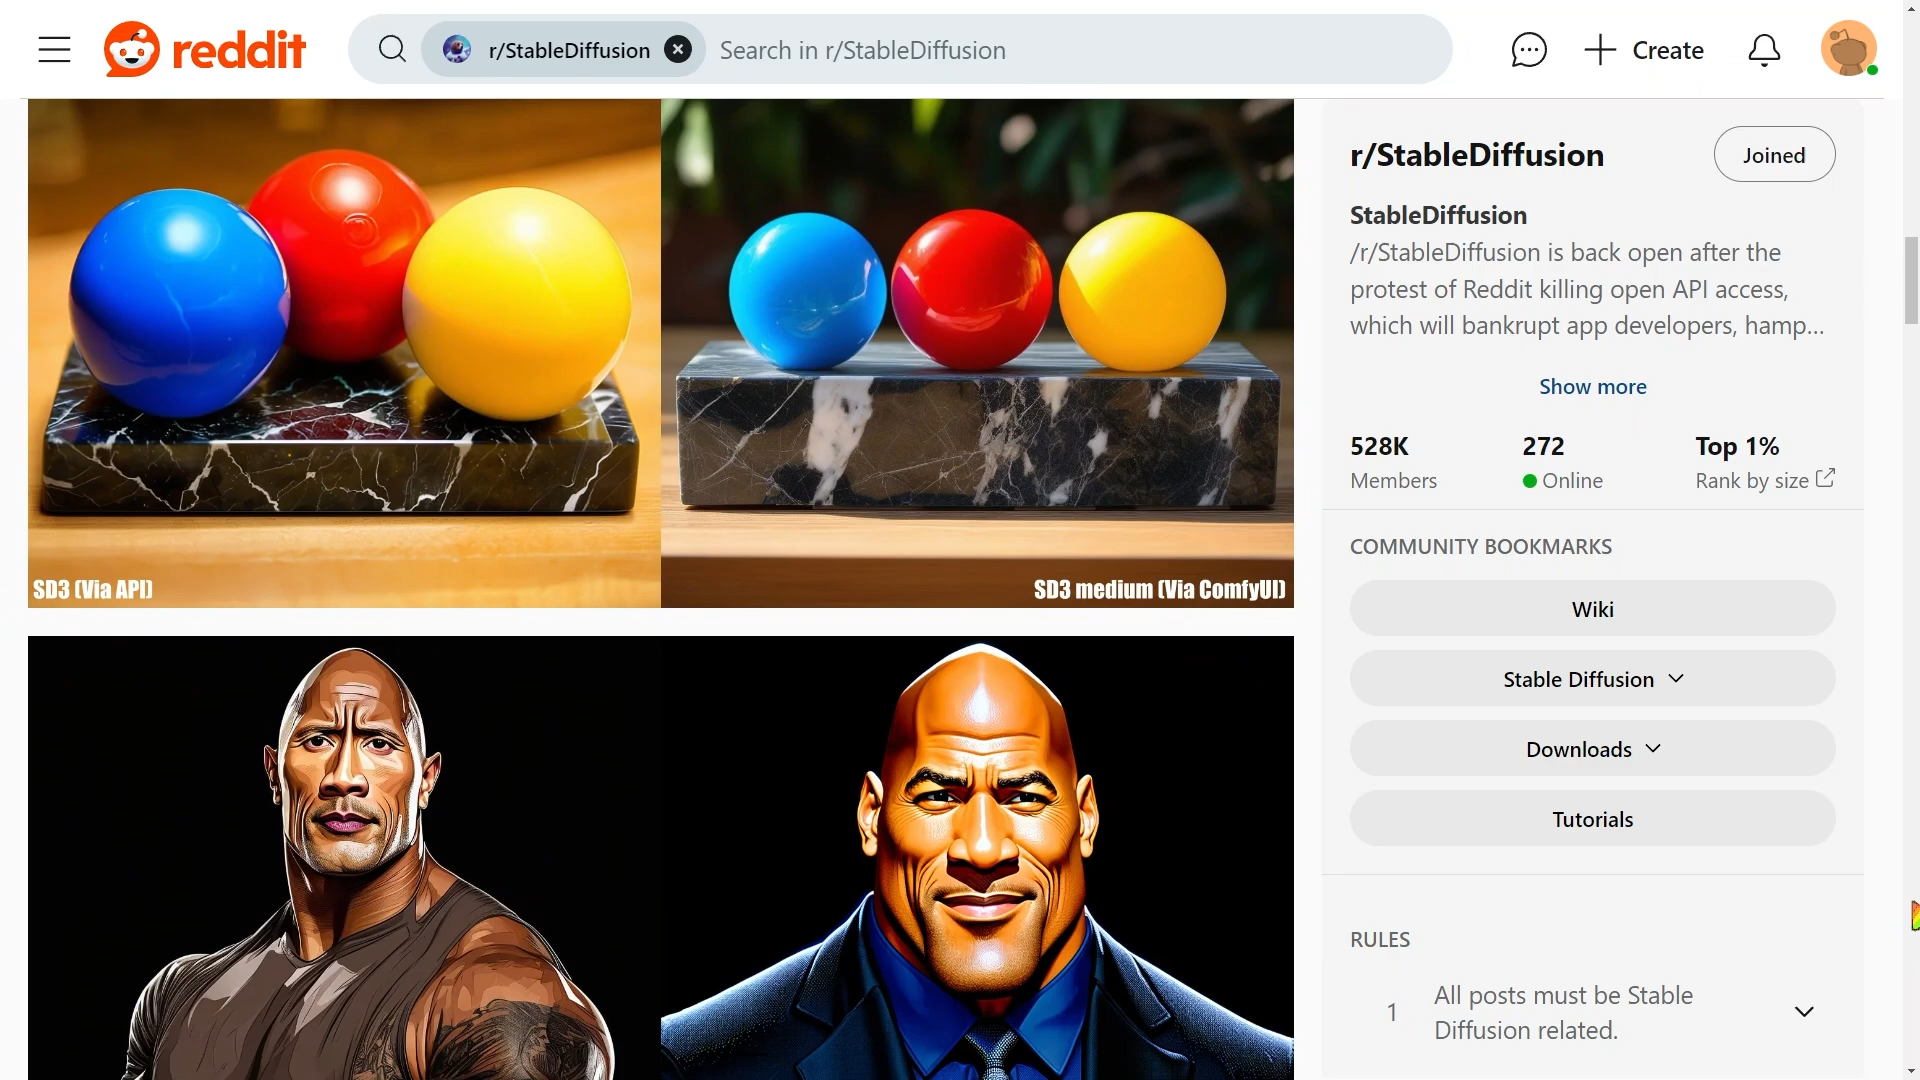 reddit
r/StableDiffusion
Search in r/StableDiffusion
Create
SD3 (Via API)
SD3 medium (Via ComfyUI)
r/StableDiffusion
Joined
StableDiffusion
/r/StableDiffusion is back open after the
protest of Reddit killing open API access,
which will bankrupt app developers, hamp...
Show more
528K
Members
272
Online
Top 1%
Rank by size
COMMUNITY BOOKMARKS
Wiki
Stable Diffusion
Downloads
Tutorials
RULES
1
All posts must be Stable
Diffusion related.